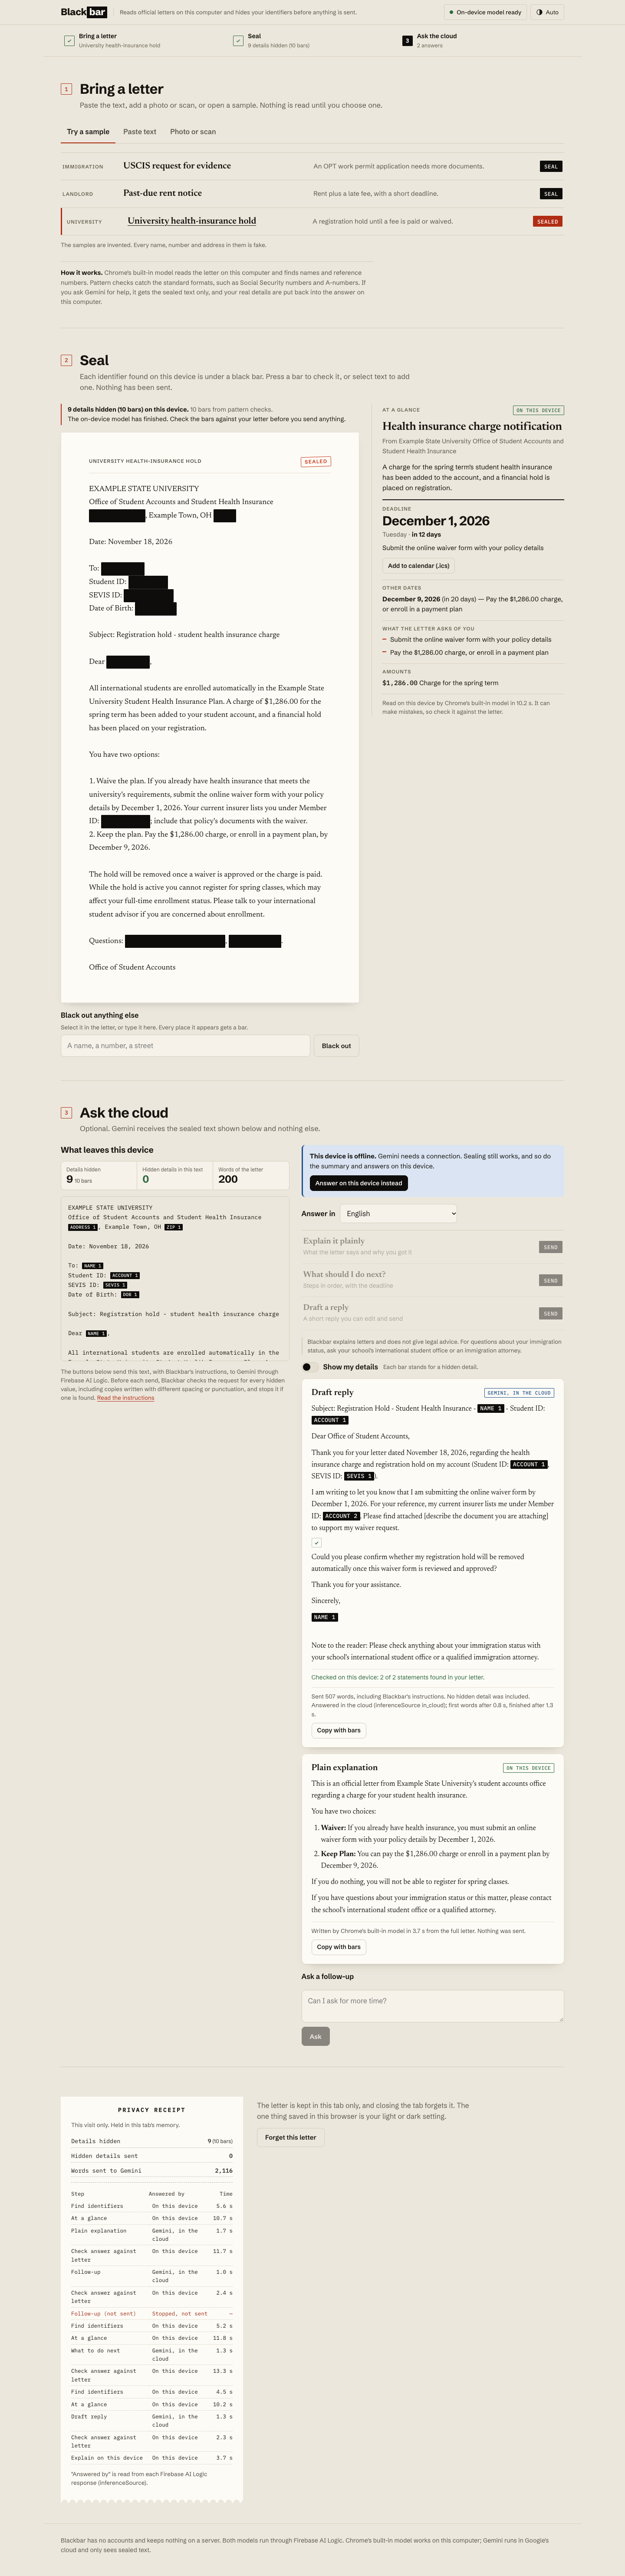 Blackbar
Reads official letters on this computer and hides your identifiers before anything is sent.
On-device model ready
Auto
Bring a letter
University health-insurance hold
Seal
9 details hidden (10 bars)
3
Ask the cloud
2 answers
1
Bring a letter
Paste the text, add a photo or scan, or open a sample. Nothing is read until you choose one.
Try a sample
Paste text
Photo or scan
IMMIGRATION
USCIS request for evidence
An OPT work permit application needs more documents.
SEAL
LANDLORD
Past-due rent notice
Rent plus a late fee, with a short deadline.
SEAL
UNIVERSITY
University health-insurance hold
A registration hold until a fee is paid or waived.
SEALED
The samples are invented. Every name, number and address in them is fake.
How it works. Chrome's built-in model reads the letter on this computer and finds names and reference
numbers. Pattern checks catch the standard formats, such as Social Security numbers and A-numbers. If
you ask Gemini for help, it gets the sealed text only, and your real details are put back into the answer on
this computer.
2
Seal
Each identifier found on this device is under a black bar. Press a bar to check it, or select text to add
one. Nothing has been sent.
9 details hidden (10 bars) on this device. 10 bars from pattern checks.
The on-device model has finished. Check the bars against your letter before you send anything.
UNIVERSITY HEALTH-INSURANCE HOLD
SEALED
EXAMPLE STATE UNIVERSITY
Office of Student Accounts and Student Health Insurance
, Example Town, OH
Date: November 18, 2026
To:
Student ID:
SEVIS ID:
Date of Birth:
Subject: Registration hold - student health insurance charge
Dear ,
All international students are enrolled automatically in the Example State
University Student Health Insurance Plan. A charge of $1,286.00 for the
spring term has been added to your student account, and a financial hold
has been placed on your registration.
You have two options:
1. Waive the plan. If you already have health insurance that meets the
university's requirements, submit the online waiver form with your policy
details by December 1, 2026. Your current insurer lists you under Member
ID: ; include that policy's documents with the waiver.
2. Keep the plan. Pay the $1,286.00 charge, or enroll in a payment plan, by
December 9, 2026.
The hold will be removed once a waiver is approved or the charge is paid.
While the hold is active you cannot register for spring classes, which may
affect your full-time enrollment status. Please talk to your international
student advisor if you are concerned about enrollment.
Questions: , .
Office of Student Accounts
AT A GLANCE
ON THIS DEVICE
Health insurance charge notification
From Example State University Office of Student Accounts and
Student Health Insurance
A charge for the spring term's student health insurance
has been added to the account, and a financial hold is
placed on registration.
DEADLINE
December 1, 2026
Tuesday · in 12 days
Submit the online waiver form with your policy details
Add to calendar (.ics)
OTHER DATES
December 9, 2026 (in 20 days) — Pay the $1,286.00 charge,
or enroll in a payment plan
WHAT THE LETTER ASKS OF YOU
– Submit the online waiver form with your policy details
– Pay the $1,286.00 charge, or enroll in a payment plan
AMOUNTS
$1,286.00 Charge for the spring term
Read on this device by Chrome's built-in model in 10.2 s. It can
make mistakes, so check it against the letter.
Black out anything else
Select it in the letter, or type it here. Every place it appears gets a bar.
A name, a number, a street
Black out
3
Ask the cloud
Optional. Gemini receives the sealed text shown below and nothing else.
What leaves this device
Details hidden
9 10 bars
Hidden details in this text
0
Words of the letter
200
EXAMPLE STATE UNIVERSITY
Office of Student Accounts and Student Health Insurance
ADDRESS 1, Example Town, OH ZIP 1
Date: November 18, 2026
To: NAME 1
Student ID: ACCOUNT 1
SEVIS ID: SEVIS 1
Date of Birth: DOB 1
Subject: Registration hold - student health insurance charge
Dear NAME 1,
All international students are enrolled automatically in the
The buttons below send this text, with Blackbar's instructions, to Gemini through
Firebase AI Logic. Before each send, Blackbar checks the request for every hidden
value, including copies written with different spacing or punctuation, and stops it if
one is found. Read the instructions
This device is offline. Gemini needs a connection. Sealing still works, and so do
the summary and answers on this device.
Answer on this device instead
Answer in
English
Explain it plainly
What the letter says and why you got it
SEND
What should I do next?
Steps in order, with the deadline
SEND
Draft a reply
A short reply you can edit and send
SEND
Blackbar explains letters and does not give legal advice. For questions about your immigration
status, ask your school's international student office or an immigration attorney.
Show my details
Each bar stands for a hidden detail.
Draft reply
GEMINI, IN THE CLOUD
Subject: Registration Hold - Student Health Insurance - NAME 1 - Student ID:
ACCOUNT 1
Dear Office of Student Accounts,
Thank you for your letter dated November 18, 2026, regarding the health
insurance charge and registration hold on my account (Student ID: ACCOUNT 1,
SEVIS ID: SEVIS 1).
I am writing to let you know that I am submitting the online waiver form by
December 1, 2026. For your reference, my current insurer lists me under Member
ID: ACCOUNT 2. Please find attached [describe the document you are attaching]
to support my waiver request.
Could you please confirm whether my registration hold will be removed
automatically once this waiver form is reviewed and approved?
Thank you for your assistance.
Sincerely,
NAME 1
Note to the reader: Please check anything about your immigration status with
your school's international student office or a qualified immigration attorney.
Checked on this device: 2 of 2 statements found in your letter.
Sent 507 words, including Blackbar's instructions. No hidden detail was included.
Answered in the cloud (inferenceSource in_cloud); first words after 0.8 s, finished after 1.3
s.
Copy with bars
Plain explanation
ON THIS DEVICE
This is an official letter from Example State University's student accounts office
regarding a charge for your student health insurance.
You have two choices:
1. Waiver: If you already have health insurance, you must submit an online
waiver form with your policy details by December 1, 2026.
2. Keep Plan: You can pay the $1,286.00 charge or enroll in a payment plan by
December 9, 2026.
If you do nothing, you will not be able to register for spring classes.
If you have questions about your immigration status or this matter, please contact
the school's international student office or a qualified attorney.
Written by Chrome's built-in model in 3.7 s from the full letter. Nothing was sent.
Copy with bars
Ask a follow-up
Can I ask for more time?
Ask
PRIVACY RECEIPT
This visit only. Held in this tab's memory.
Details hidden 9 (10 bars)
Hidden details sent 0
Words sent to Gemini 2,116
Step Answered by Time
Find identifiers On this device 5.6 s
At a glance On this device 10.7 s
Plain explanation Gemini, in the cloud 1.7 s
Check answer against letter On this device 11.7 s
Follow-up Gemini, in the cloud 1.0 s
Check answer against letter On this device 2.4 s
Follow-up (not sent) Stopped, not sent —
Find identifiers On this device 5.2 s
At a glance On this device 11.8 s
What to do next Gemini, in the cloud 1.3 s
Check answer against letter On this device 13.3 s
Find identifiers On this device 4.5 s
At a glance On this device 10.2 s
Draft reply Gemini, in the cloud 1.3 s
Check answer against letter On this device 2.3 s
Explain on this device On this device 3.7 s
"Answered by" is read from each Firebase AI Logic
response (inferenceSource).
The letter is kept in this tab only, and closing the tab forgets it. The
one thing saved in this browser is your light or dark setting.
Forget this letter
Blackbar has no accounts and keeps nothing on a server. Both models run through Firebase AI Logic. Chrome's built-in model works on this computer; Gemini runs in Google's
cloud and only sees sealed text.